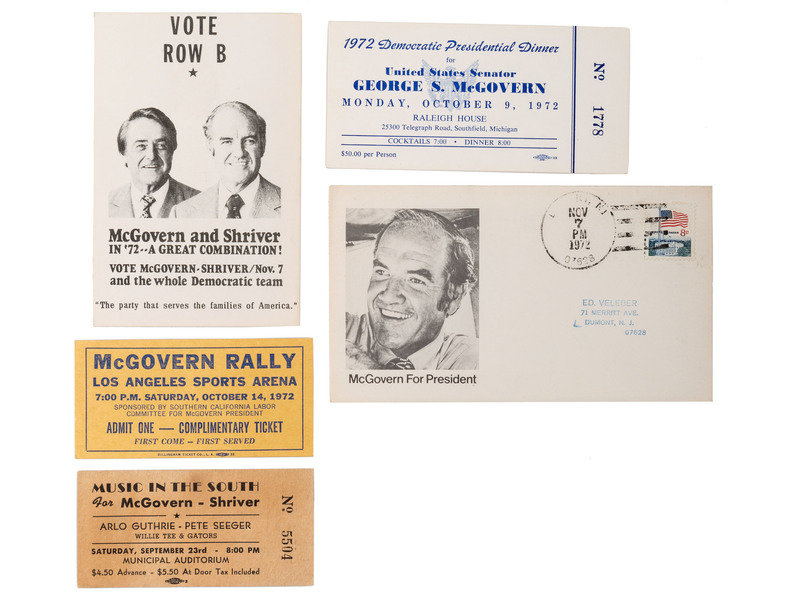 VOTE
ROW B
McGovern and Shriver
IN '72--A GREAT COMBINATION!
VOTE McGOVERN-SHRIVER/Nov. 7
and the whole Democratic team
"The party that serves the families of America."
1972 Democratic Presidential Dinner
for
United States Senator
GEORGE S. McGOVERN
MONDAY, OCTOBER 9, 1972
RALEIGH HOUSE
25300 Telegraph Road, Southfield, Michigan
COCKTAILS 7:00 • DINNER 8:00
$50.00 per Person
Nº 1778
McGovern For President
NOV
7
PM
1972
07628
8c
ED. VELEBER
71 MERRITT AVE.
DUMONT, N. J.
07628
McGOVERN RALLY
LOS ANGELES SPORTS ARENA
7:00 P.M. SATURDAY, OCTOBER 14, 1972
SPONSORED BY SOUTHERN CALIFORNIA LABOR
COMMITTEE FOR McGOVERN PRESIDENT
ADMIT ONE — COMPLIMENTARY TICKET
FIRST COME – FIRST SERVED
DILLINGHAM TICKET CO., L. A.
MUSIC IN THE SOUTH
For McGovern - Shriver
ARLO GUTHRIE - PETE SEEGER
WILLIE TEE & GATORS
SATURDAY, SEPTEMBER 23rd - 8:00 PM
MUNICIPAL AUDITORIUM
$4.50 Advance - $5.50 At Door Tax Included
Nº 5504